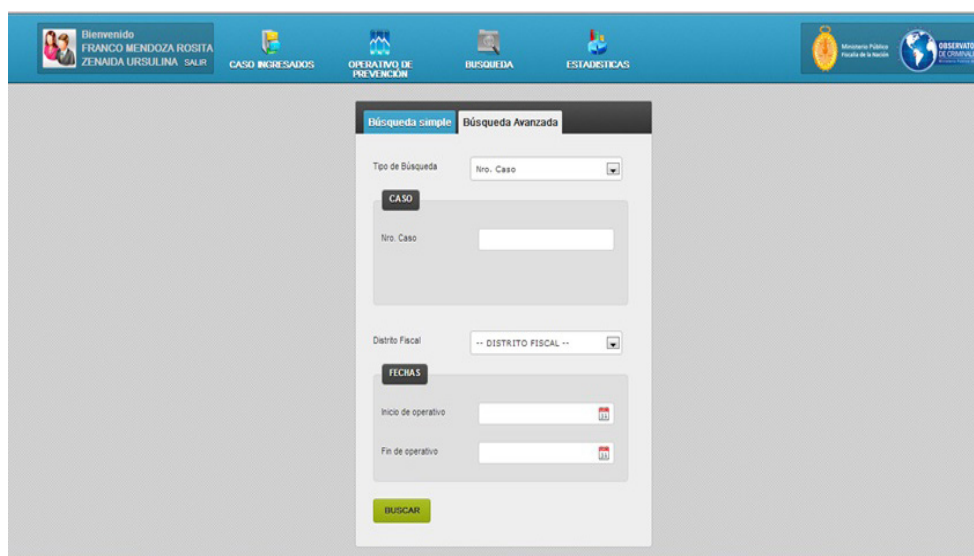 Bienvenido
FRANCO MENDOZA ROSITA
ZENAIDA URSULINA SALIR
CASO INGRESADOS
OPERATIVO DE
PREVENCIÓN
BUSQUEDA
ESTADISTICAS
Ministerio Público
Fiscalía de la Nación
OBSERVATO
DE CRIMINALI
Búsqueda simple
Búsqueda Avanzada
Tipo de Búsqueda
Nro. Caso
CASO
Nro. Caso
Distrito Fiscal
-- DISTRITO FISCAL --
FECHAS
Inicio de operativo
Fin de operativo
BUSCAR